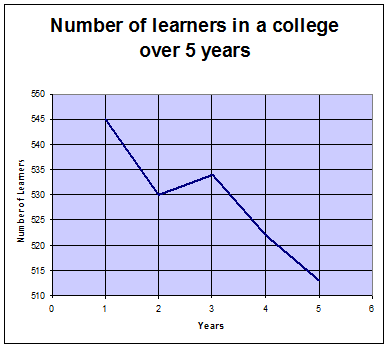 Number of learners in a college
over 5 years
Number of Learners
550
545
540
535
530
525
520
515
510
0 1 2 3 4 5 6
Years